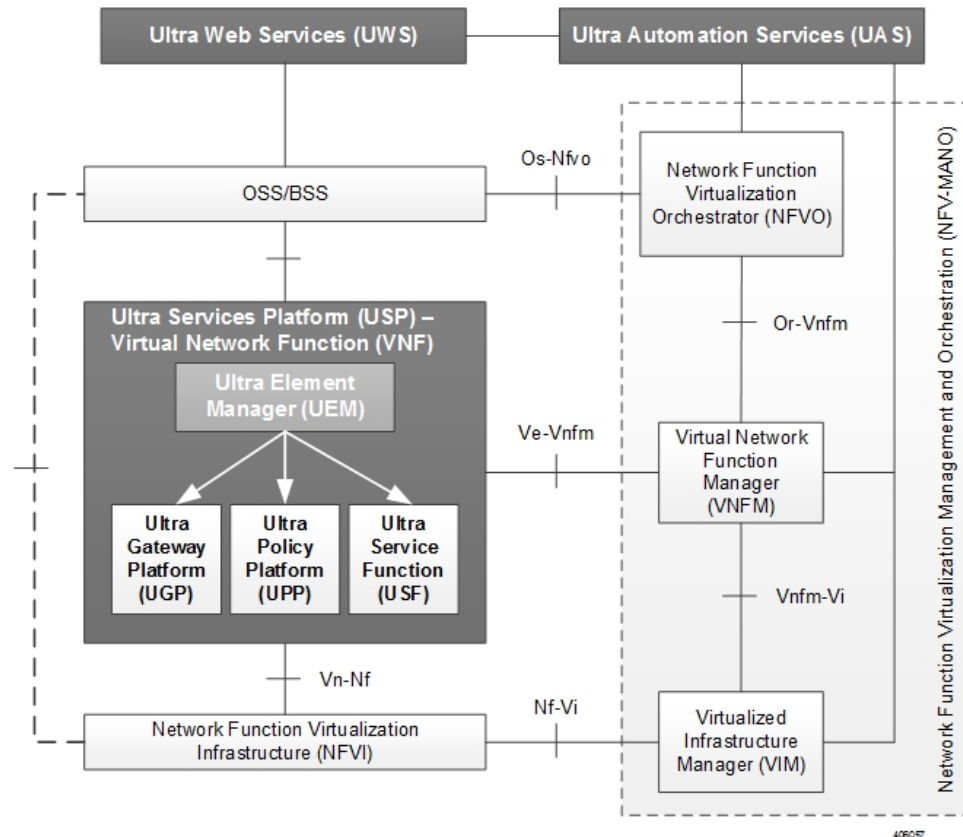 Ultra Web Services (UWS)
Ultra Automation Services (UAS)
OSS/BSS
Os-Nfvo
Network Function
Virtualization
Orchestrator (NFVO)
Network Function Virtualization Management and Orchestration (NFV-MANO)
Or-Vnfm
Ultra Services Platform (USP) –
Virtual Network Function (VNF)
Ultra Element
Manager (UEM)
Ultra
Gateway
Platform
(UGP)
Ultra
Policy
Platform
(UPP)
Ultra
Service
Function
(USF)
Ve-Vnfm
Virtual Network
Function
Manager
(VNFM)
Vnfm-Vi
Vn-Nf
Network Function Virtualization
Infrastructure (NFVI)
Nf-Vi
Virtualized
Infrastructure
Manager (VIM)